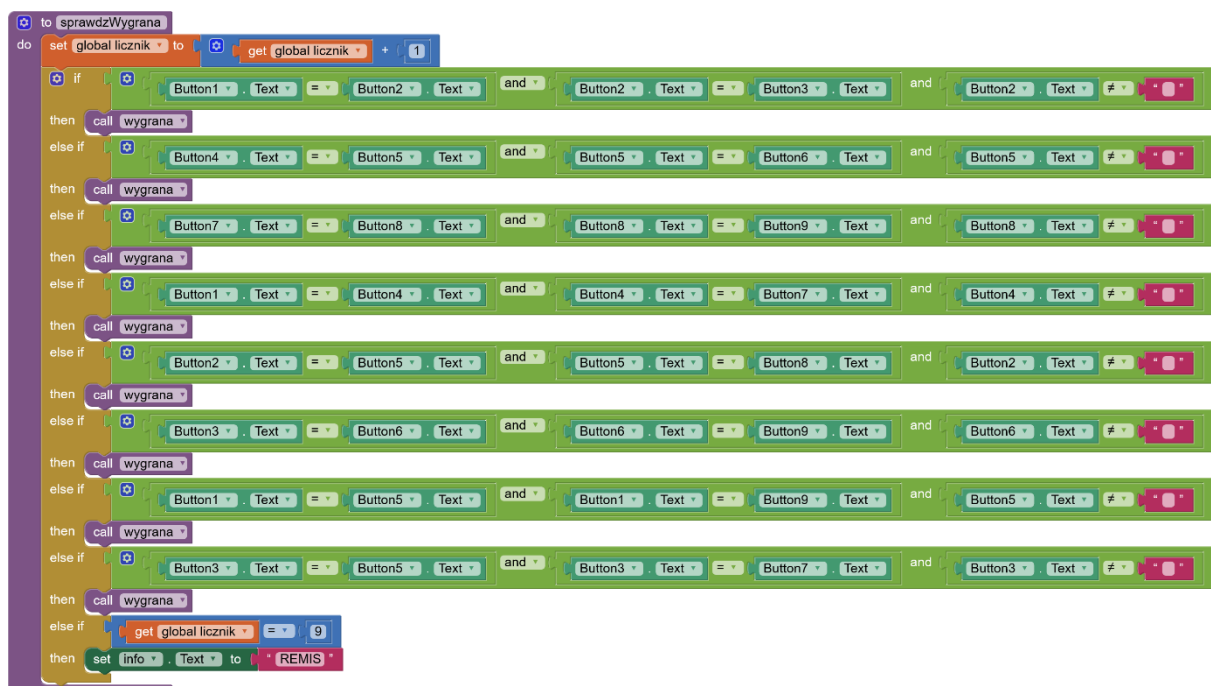 to sprawdzWygrana
do set global licznik to get global licznik + 1
if Button1 . Text = Button2 . Text and Button2 . Text = Button3 . Text and Button2 . Text ≠ " "
then call wygrana
else if Button4 . Text = Button5 . Text and Button5 . Text = Button6 . Text and Button5 . Text ≠ " "
then call wygrana
else if Button7 . Text = Button8 . Text and Button8 . Text = Button9 . Text and Button8 . Text ≠ " "
then call wygrana
else if Button1 . Text = Button4 . Text and Button4 . Text = Button7 . Text and Button4 . Text ≠ " "
then call wygrana
else if Button2 . Text = Button5 . Text and Button5 . Text = Button8 . Text and Button2 . Text ≠ " "
then call wygrana
else if Button3 . Text = Button6 . Text and Button6 . Text = Button9 . Text and Button6 . Text ≠ " "
then call wygrana
else if Button1 . Text = Button5 . Text and Button1 . Text = Button9 . Text and Button5 . Text ≠ " "
then call wygrana
else if Button3 . Text = Button5 . Text and Button3 . Text = Button7 . Text and Button3 . Text ≠ " "
then call wygrana
else if get global licznik = 9
then set info . Text to " REMIS "